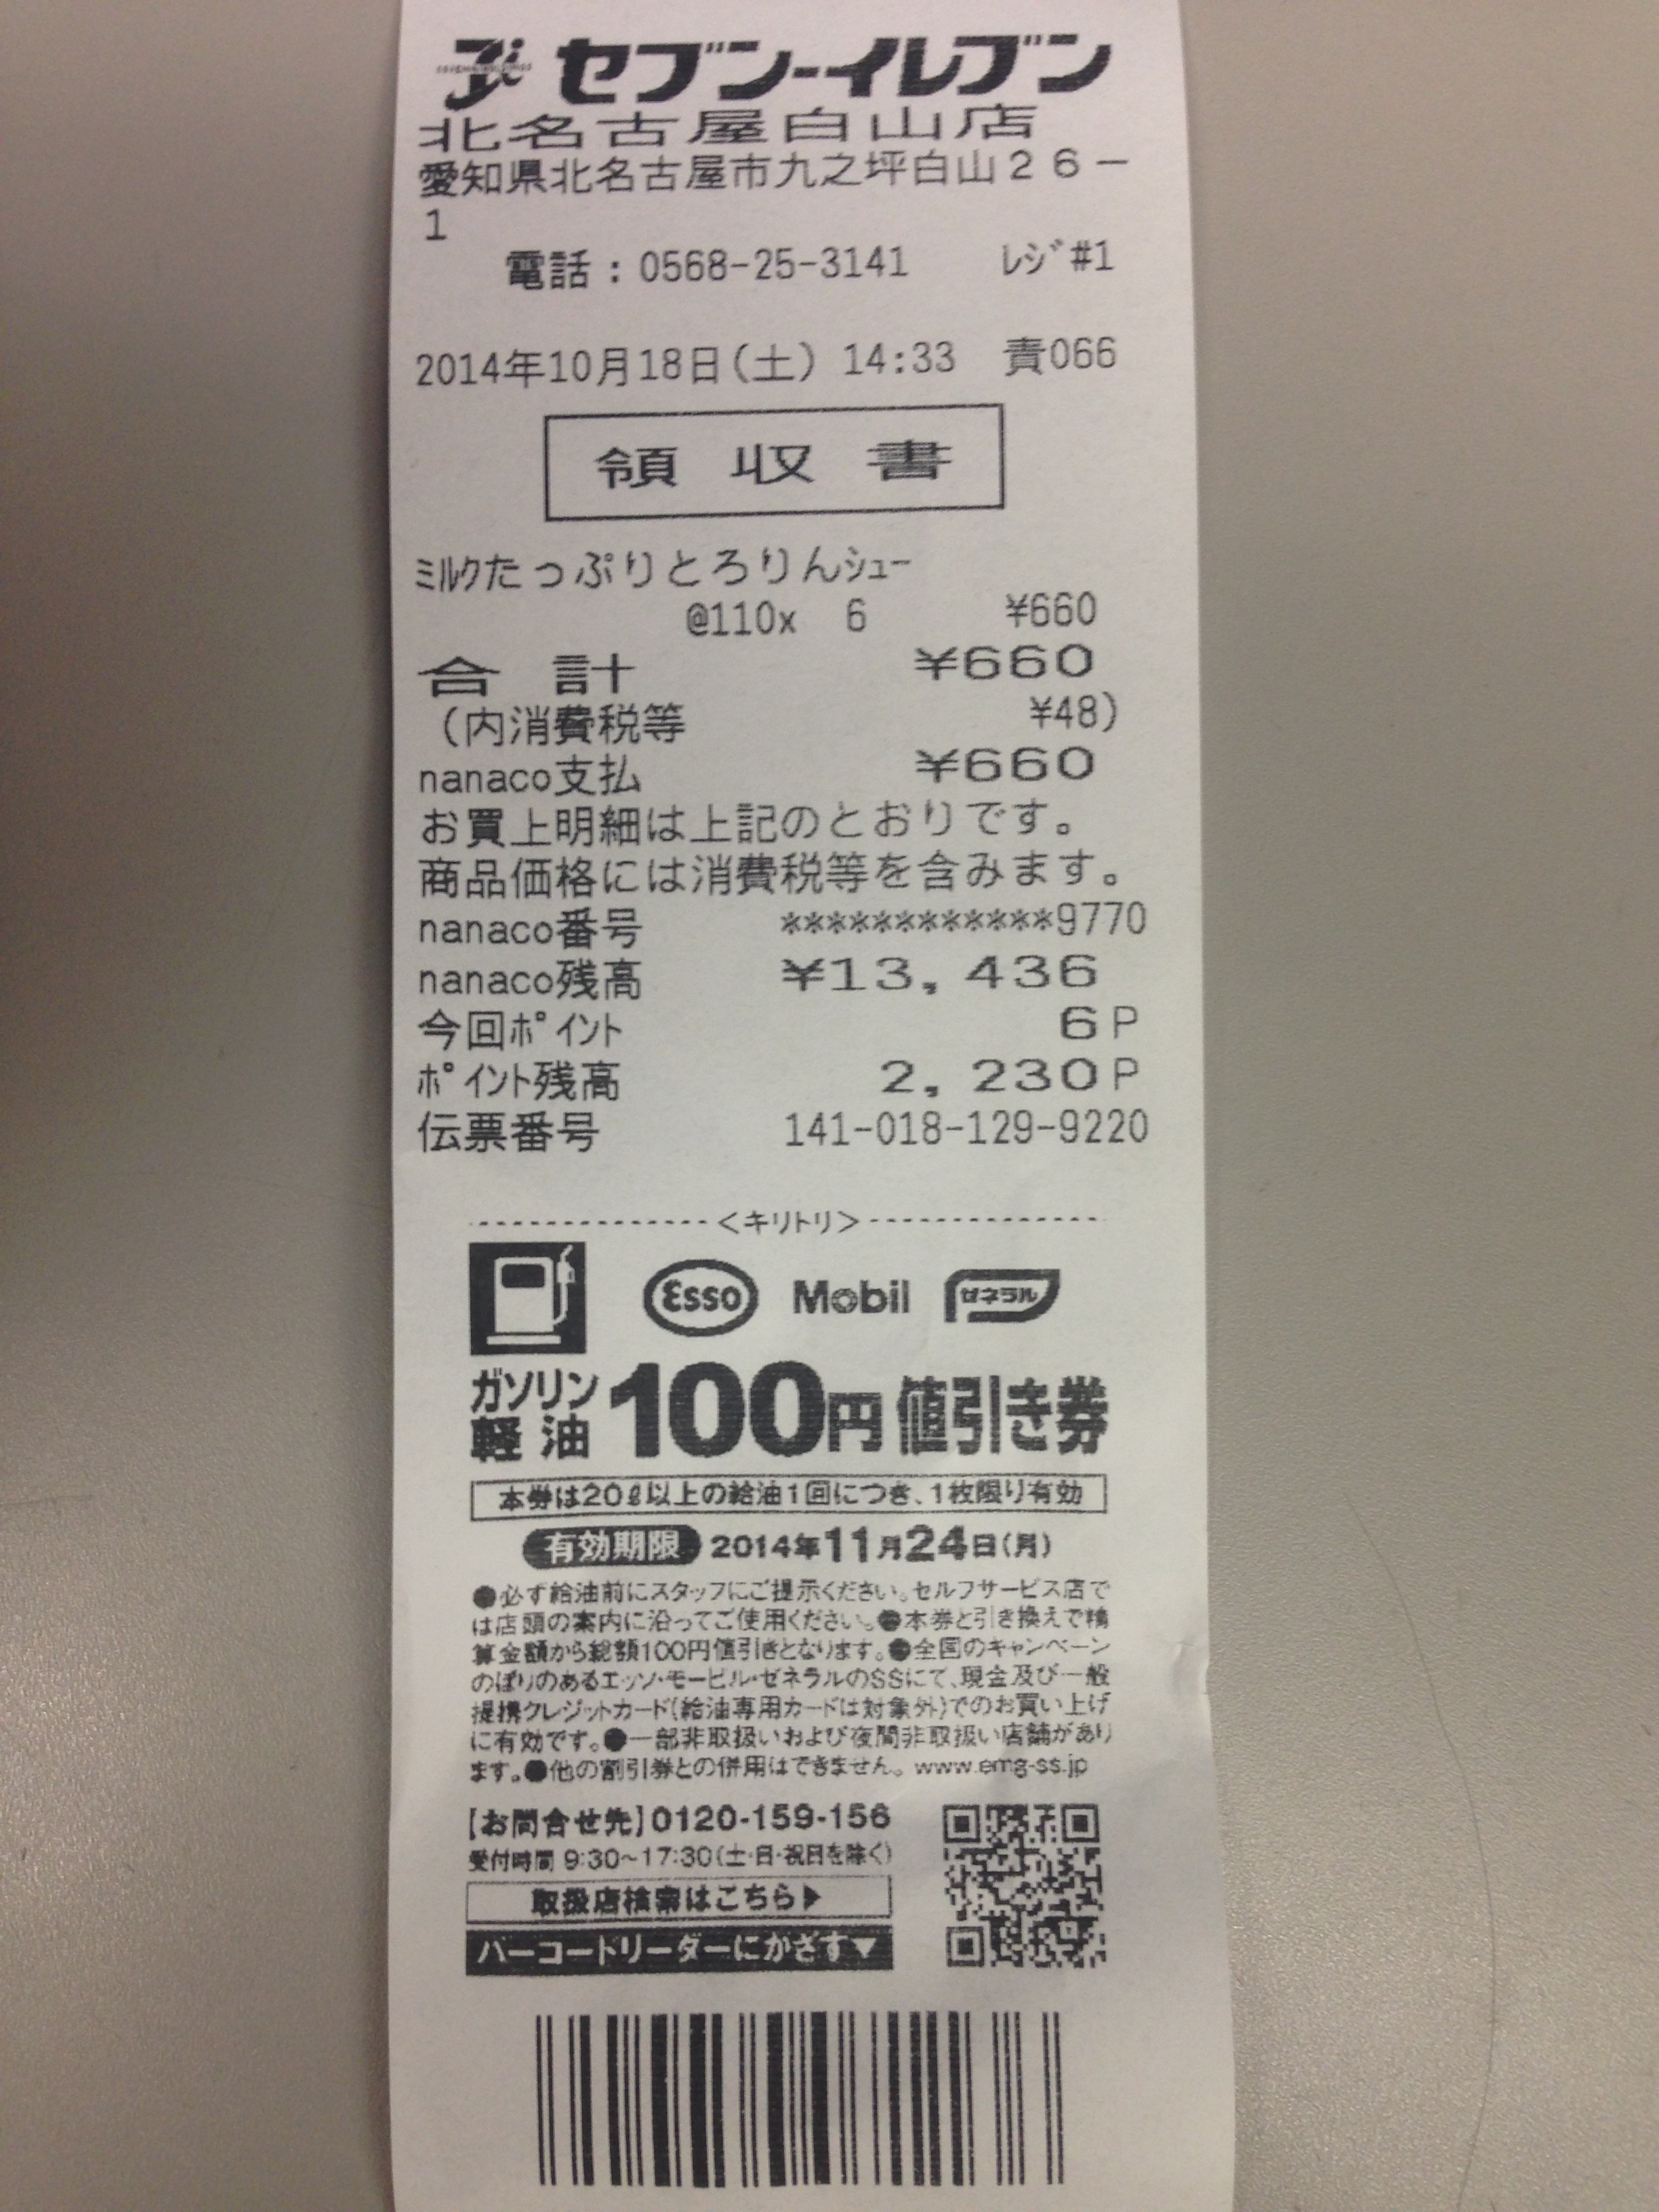 セブン-イレブン
北名古屋白山店
愛知県北名古屋市九之坪白山26－
1
電話：0568-25-3141 ﾚｼﾞ#1
2014年10月18日(土) 14:33 責066
領収書
ﾐﾙｸたっぷりとろりんｼｭｰ
@110x 6 ¥660
合計 ¥660
(内消費税等 ¥48)
nanaco支払 ¥660
お買上明細は上記のとおりです。
商品価格には消費税等を含みます。
nanaco番号 ************9770
nanaco残高 ¥13,436
今回ﾎﾟｲﾝﾄ 6P
ﾎﾟｲﾝﾄ残高 2,230P
伝票番号 141-018-129-9220
<キリトリ>
Esso Mobil ゼネラル
ガソリン
軽油 100円値引き券
本券は20ℓ以上の給油1回につき、1枚限り有効
有効期限 2014年11月24日(月)
●必ず給油前にスタッフにご提示ください。セルフサービス店で
は店頭の案内に沿ってご使用ください。●本券と引き換えで精
算金額から総額100円値引きとなります。●全国のキャンペーン
のぼりのあるエッソ・モービル・ゼネラルのSSにて、現金及び一般
提携クレジットカード(給油専用カードは対象外)でのお買い上げ
に有効です。●一部非取扱いおよび夜間非取扱い店舗があり
ます。●他の割引券との併用はできません。www.emg-ss.jp
【お問合せ先】0120-159-156
受付時間 9:30~17:30(土・日・祝日を除く)
取扱店検索はこちら▶
バーコードリーダーにかざす▼